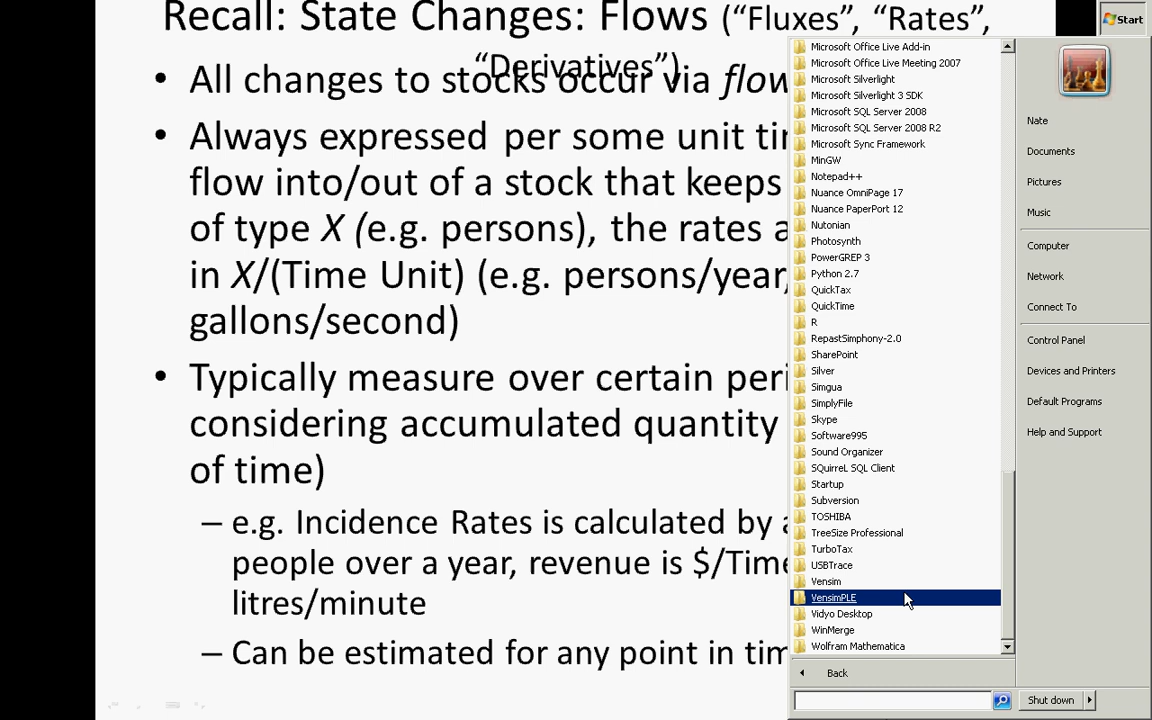 Recall: State Changes: Flows (“Fluxes”, “Rates”,
“Derivatives”)
• All changes to stocks occur via flow
• Always expressed per some unit ti
flow into/out of a stock that keeps
of type X (e.g. persons), the rates a
in X/(Time Unit) (e.g. persons/year,
gallons/second)
• Typically measure over certain peri
considering accumulated quantity
of time)
– e.g. Incidence Rates is calculated by a
people over a year, revenue is $/Time
litres/minute
– Can be estimated for any point in tim
Start
Microsoft Office Live Add-in
Microsoft Office Live Meeting 2007
Microsoft Silverlight
Microsoft Silverlight 3 SDK
Microsoft SQL Server 2008
Microsoft SQL Server 2008 R2
Microsoft Sync Framework
MinGW
Notepad++
Nuance OmniPage 17
Nuance PaperPort 12
Nutonian
Photosynth
PowerGREP 3
Python 2.7
QuickTax
QuickTime
R
RepastSimphony-2.0
SharePoint
Silver
Simgua
SimplyFile
Skype
Software995
Sound Organizer
SQuirreL SQL Client
Startup
Subversion
TOSHIBA
TreeSize Professional
TurboTax
USBTrace
Vensim
VensimPLE
Vidyo Desktop
WinMerge
Wolfram Mathematica
Back
Nate
Documents
Pictures
Music
Computer
Network
Connect To
Control Panel
Devices and Printers
Default Programs
Help and Support
Shut down